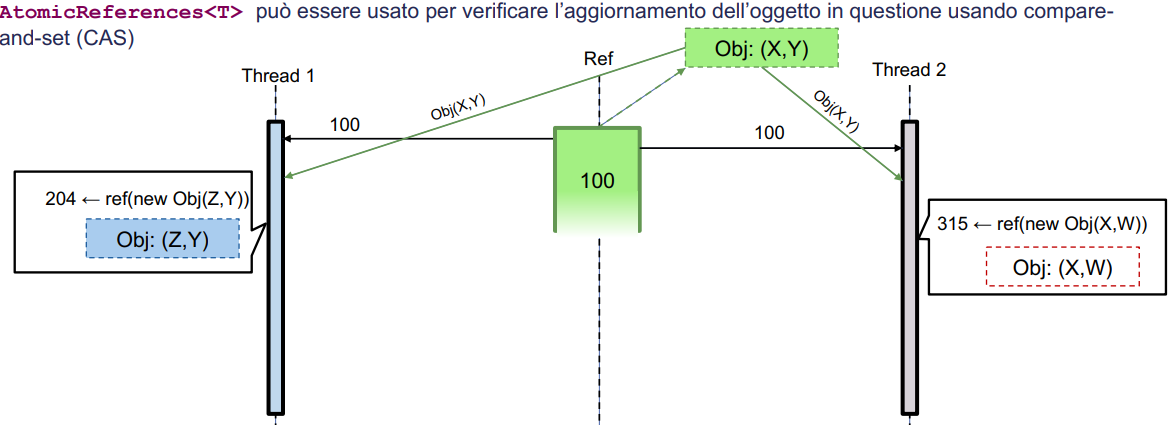 AtomicReferences<T> può essere usato per verificare l'aggiornamento dell'oggetto in questione usando compare-
and-set (CAS)
Obj: (X,Y)
Ref
Thread 1
Thread 2
Obj(X,Y)
Obj(X,Y)
100
100
100
204 ← ref(new Obj(Z,Y))
Obj: (Z,Y)
315 ← ref(new Obj(X,W))
Obj: (X,W)